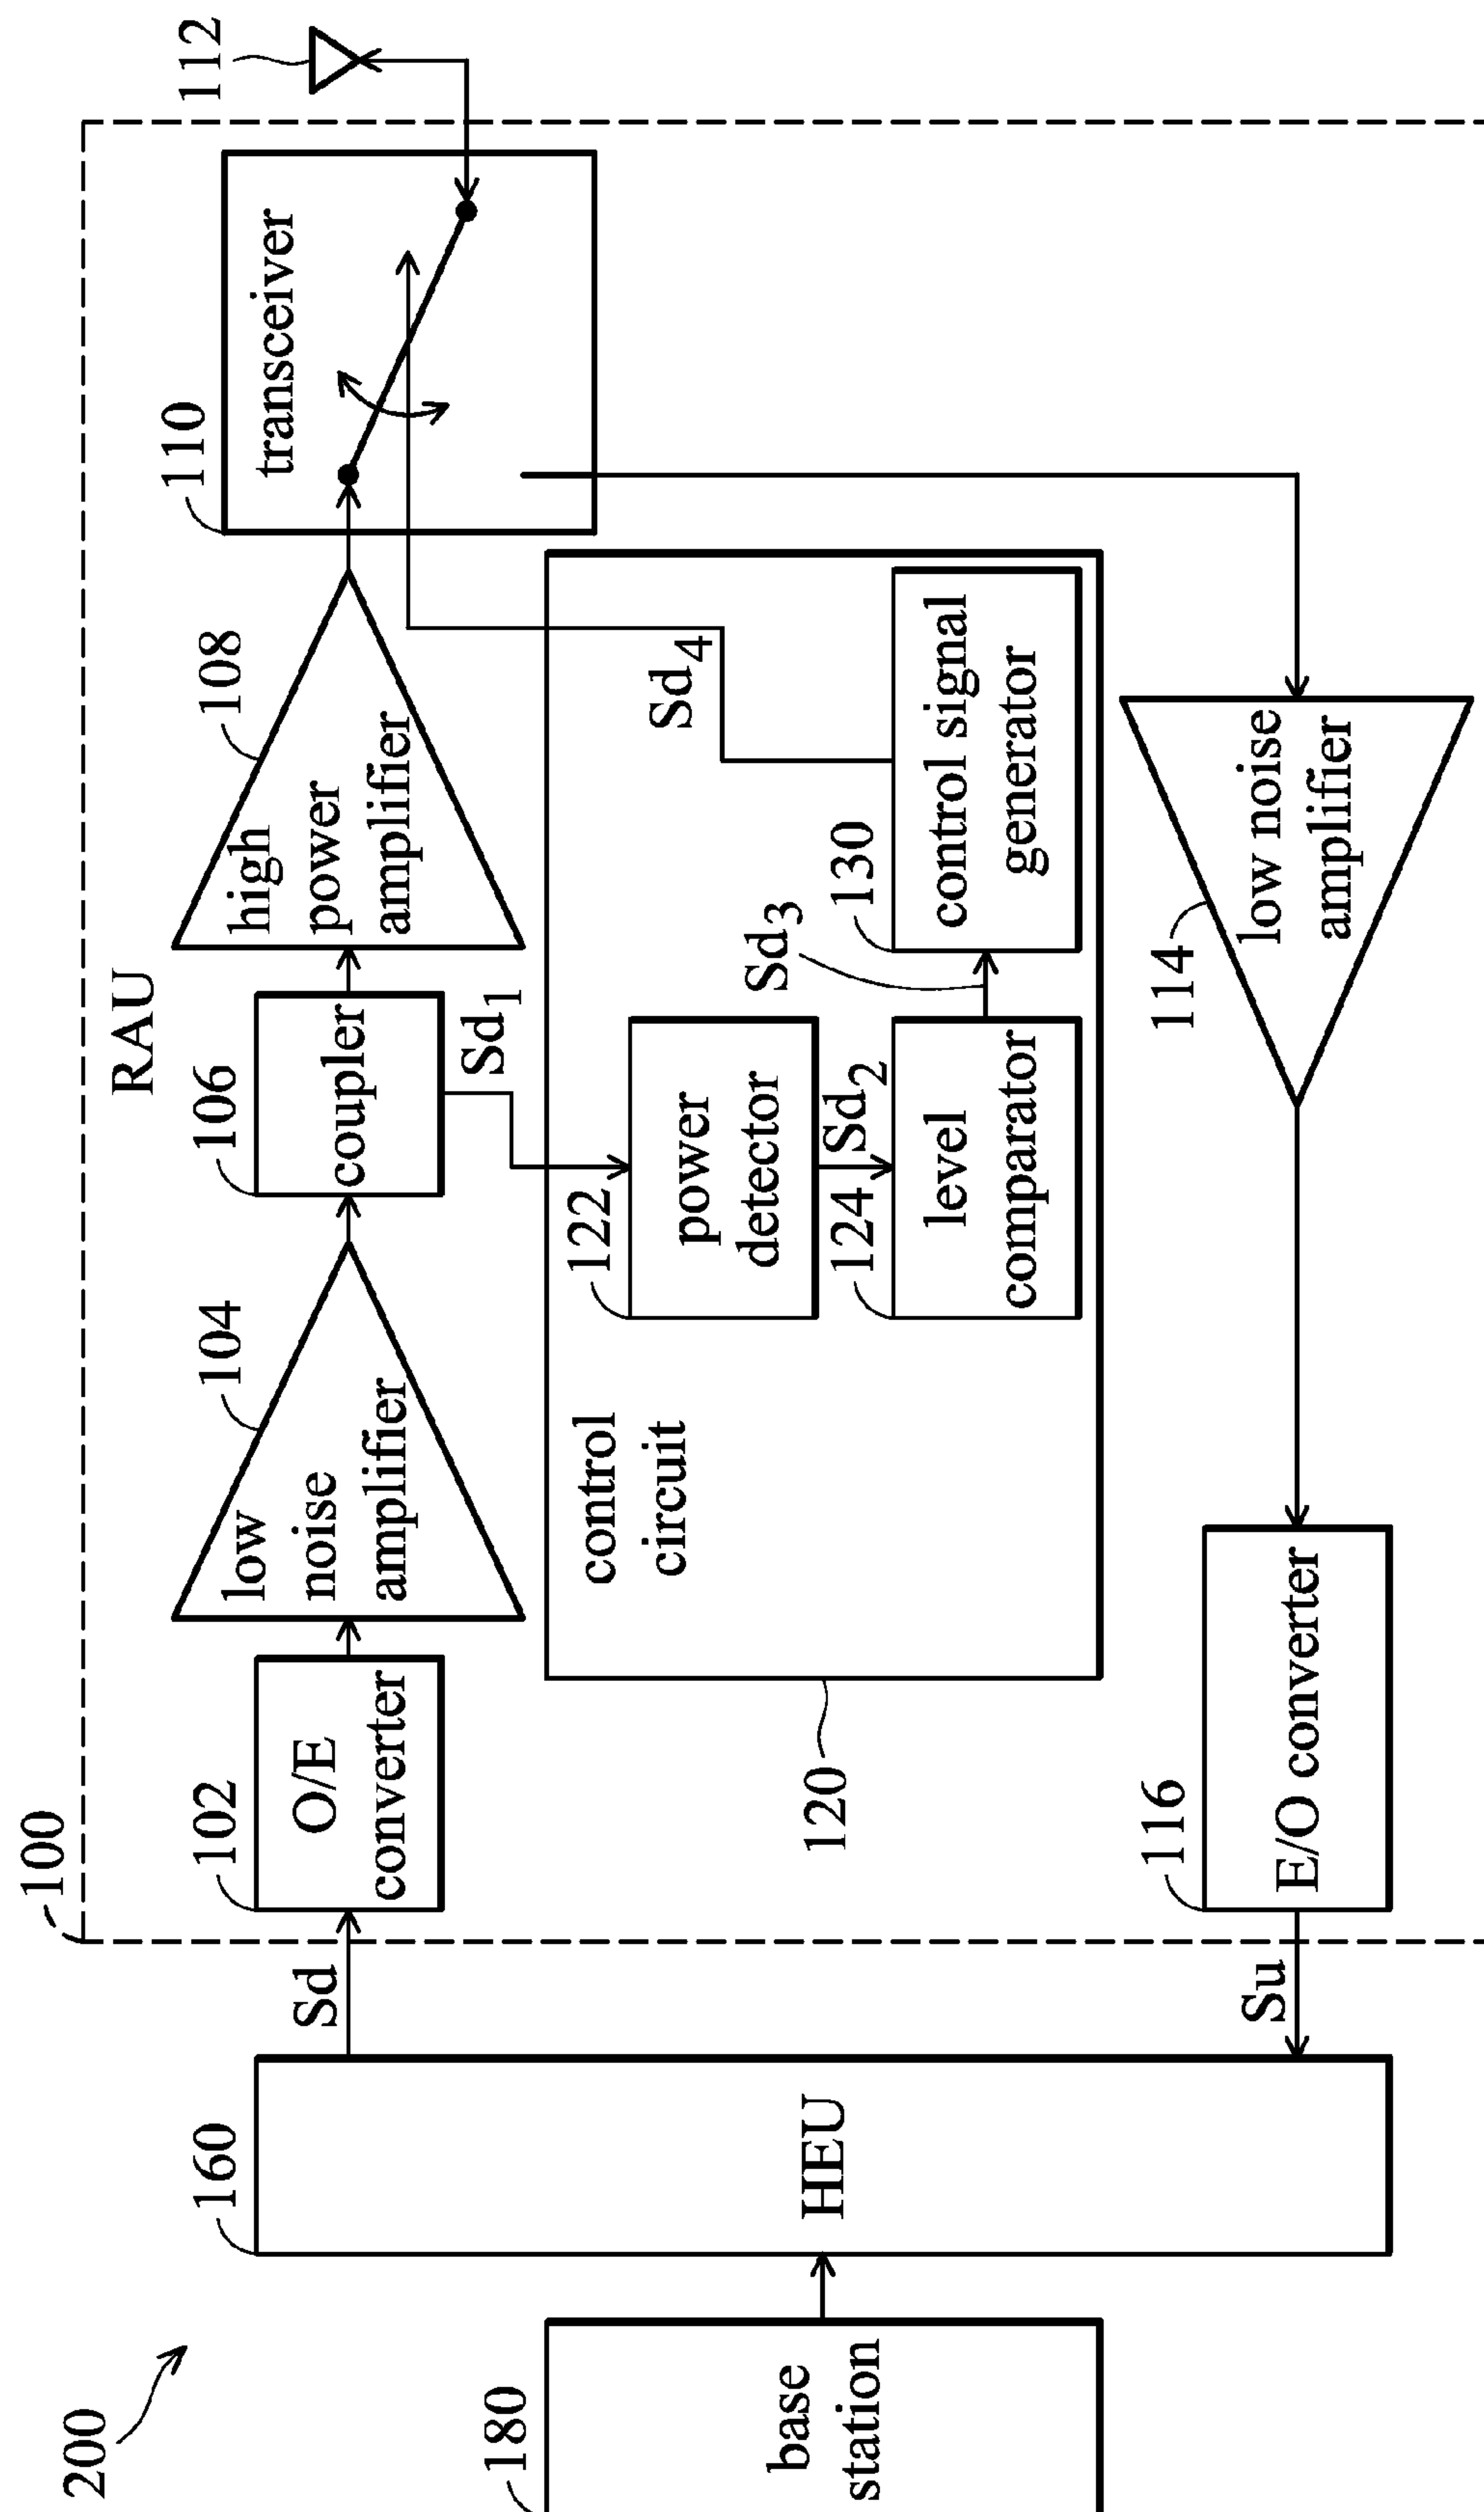 200
180
base
station
160
HEU
Sd
Su
100
RAU
102
O/E
converter
104
low
noise
amplifier
106
coupler
Sd1
108
high
power
amplifier
110
transceiver
112
120
control
circuit
122
power
detector
Sd2
124
level
comparator
Sd3
130
control signal
generator
Sd4
114
low noise
amplifier
116
E/O converter